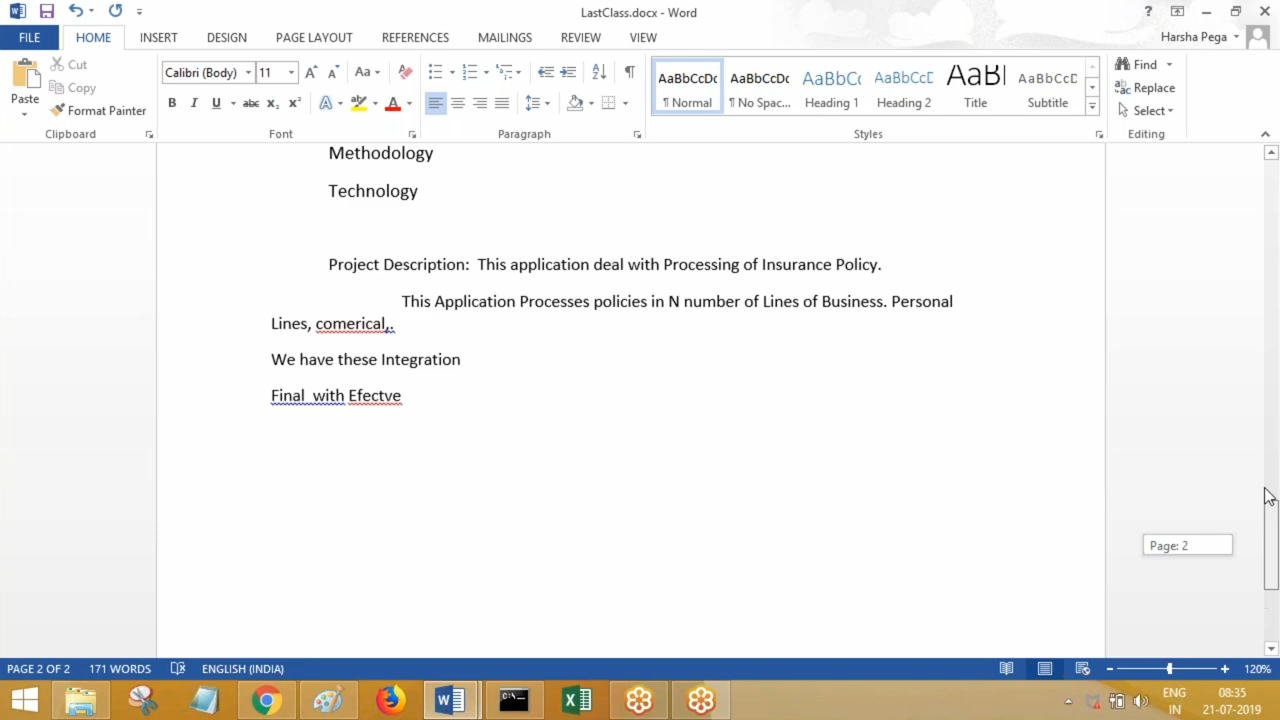 LastClass.docx - Word
Harsha Pega
FILE HOME INSERT DESIGN PAGE LAYOUT REFERENCES MAILINGS REVIEW VIEW
Cut
Copy
Format Painter
Paste
Clipboard
Calibri (Body) 11
Font
Paragraph
AaBbCcDc AaBbCcDc AaBbCc AaBbCcD AaBl AaBbCcD
¶ Normal ¶ No Spac... Heading 1 Heading 2 Title Subtitle
Styles
Find
Replace
Select
Editing
Methodology
Technology
Project Description:  This application deal with Processing of Insurance Policy.
This Application Processes policies in N number of Lines of Business. Personal
Lines, comerical,.
We have these Integration
Final  with Efectve
Page: 2
PAGE 2 OF 2 171 WORDS ENGLISH (INDIA) 120%
ENG 08:35
IN 21-07-2019